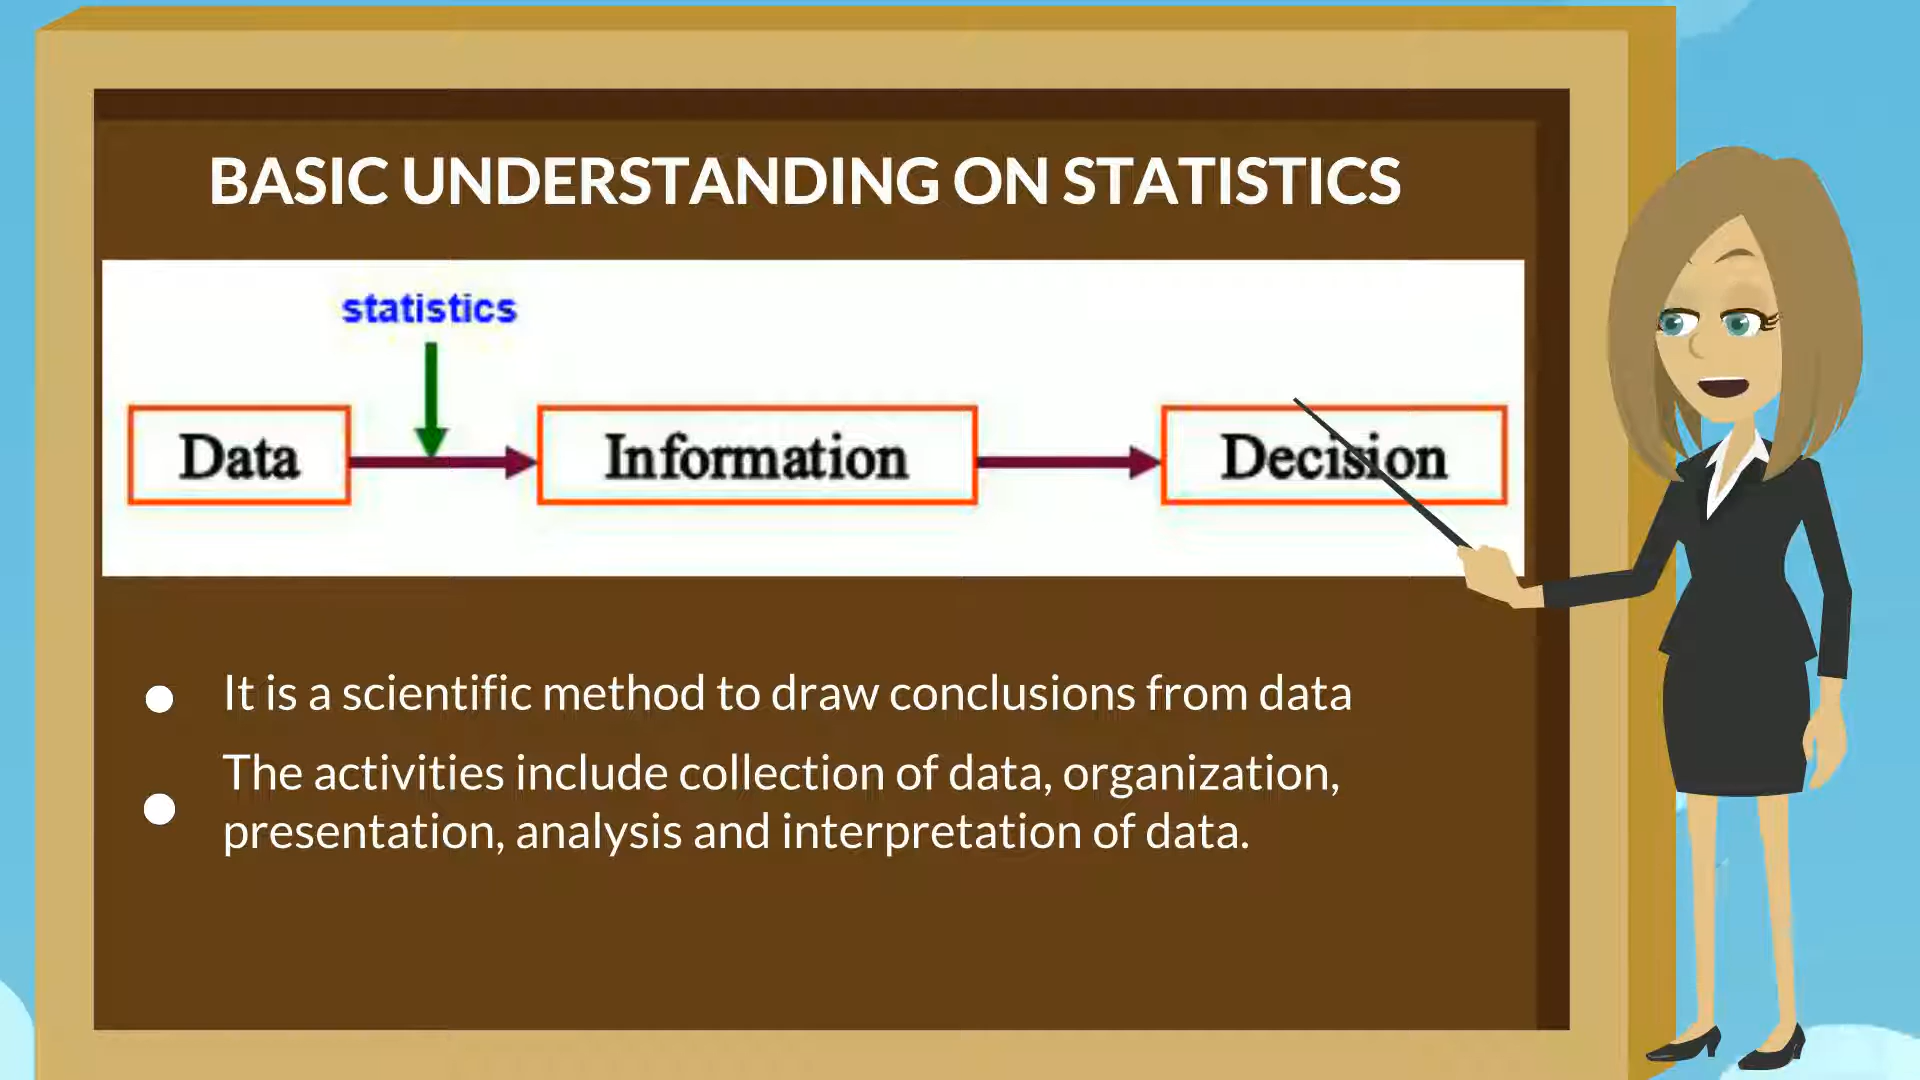 BASIC UNDERSTANDING ON STATISTICS
statistics
Data
Information
Decision
It is a scientific method to draw conclusions from data
The activities include collection of data, organization,
presentation, analysis and interpretation of data.